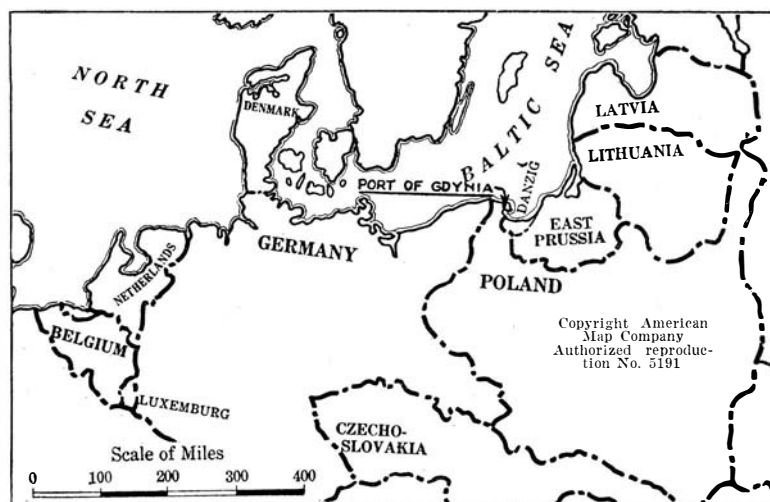 NORTH
SEA
BALTIC SEA
DENMARK
LATVIA
LITHUANIA
PORT OF GDYNIA
DANZIG
EAST
PRUSSIA
GERMANY
NETHERLANDS
POLAND
BELGIUM
Copyright American
Map Company
Authorized reproduc-
tion No. 5191
LUXEMBURG
CZECHO-
SLOVAKIA
Scale of Miles
0 100 200 300 400